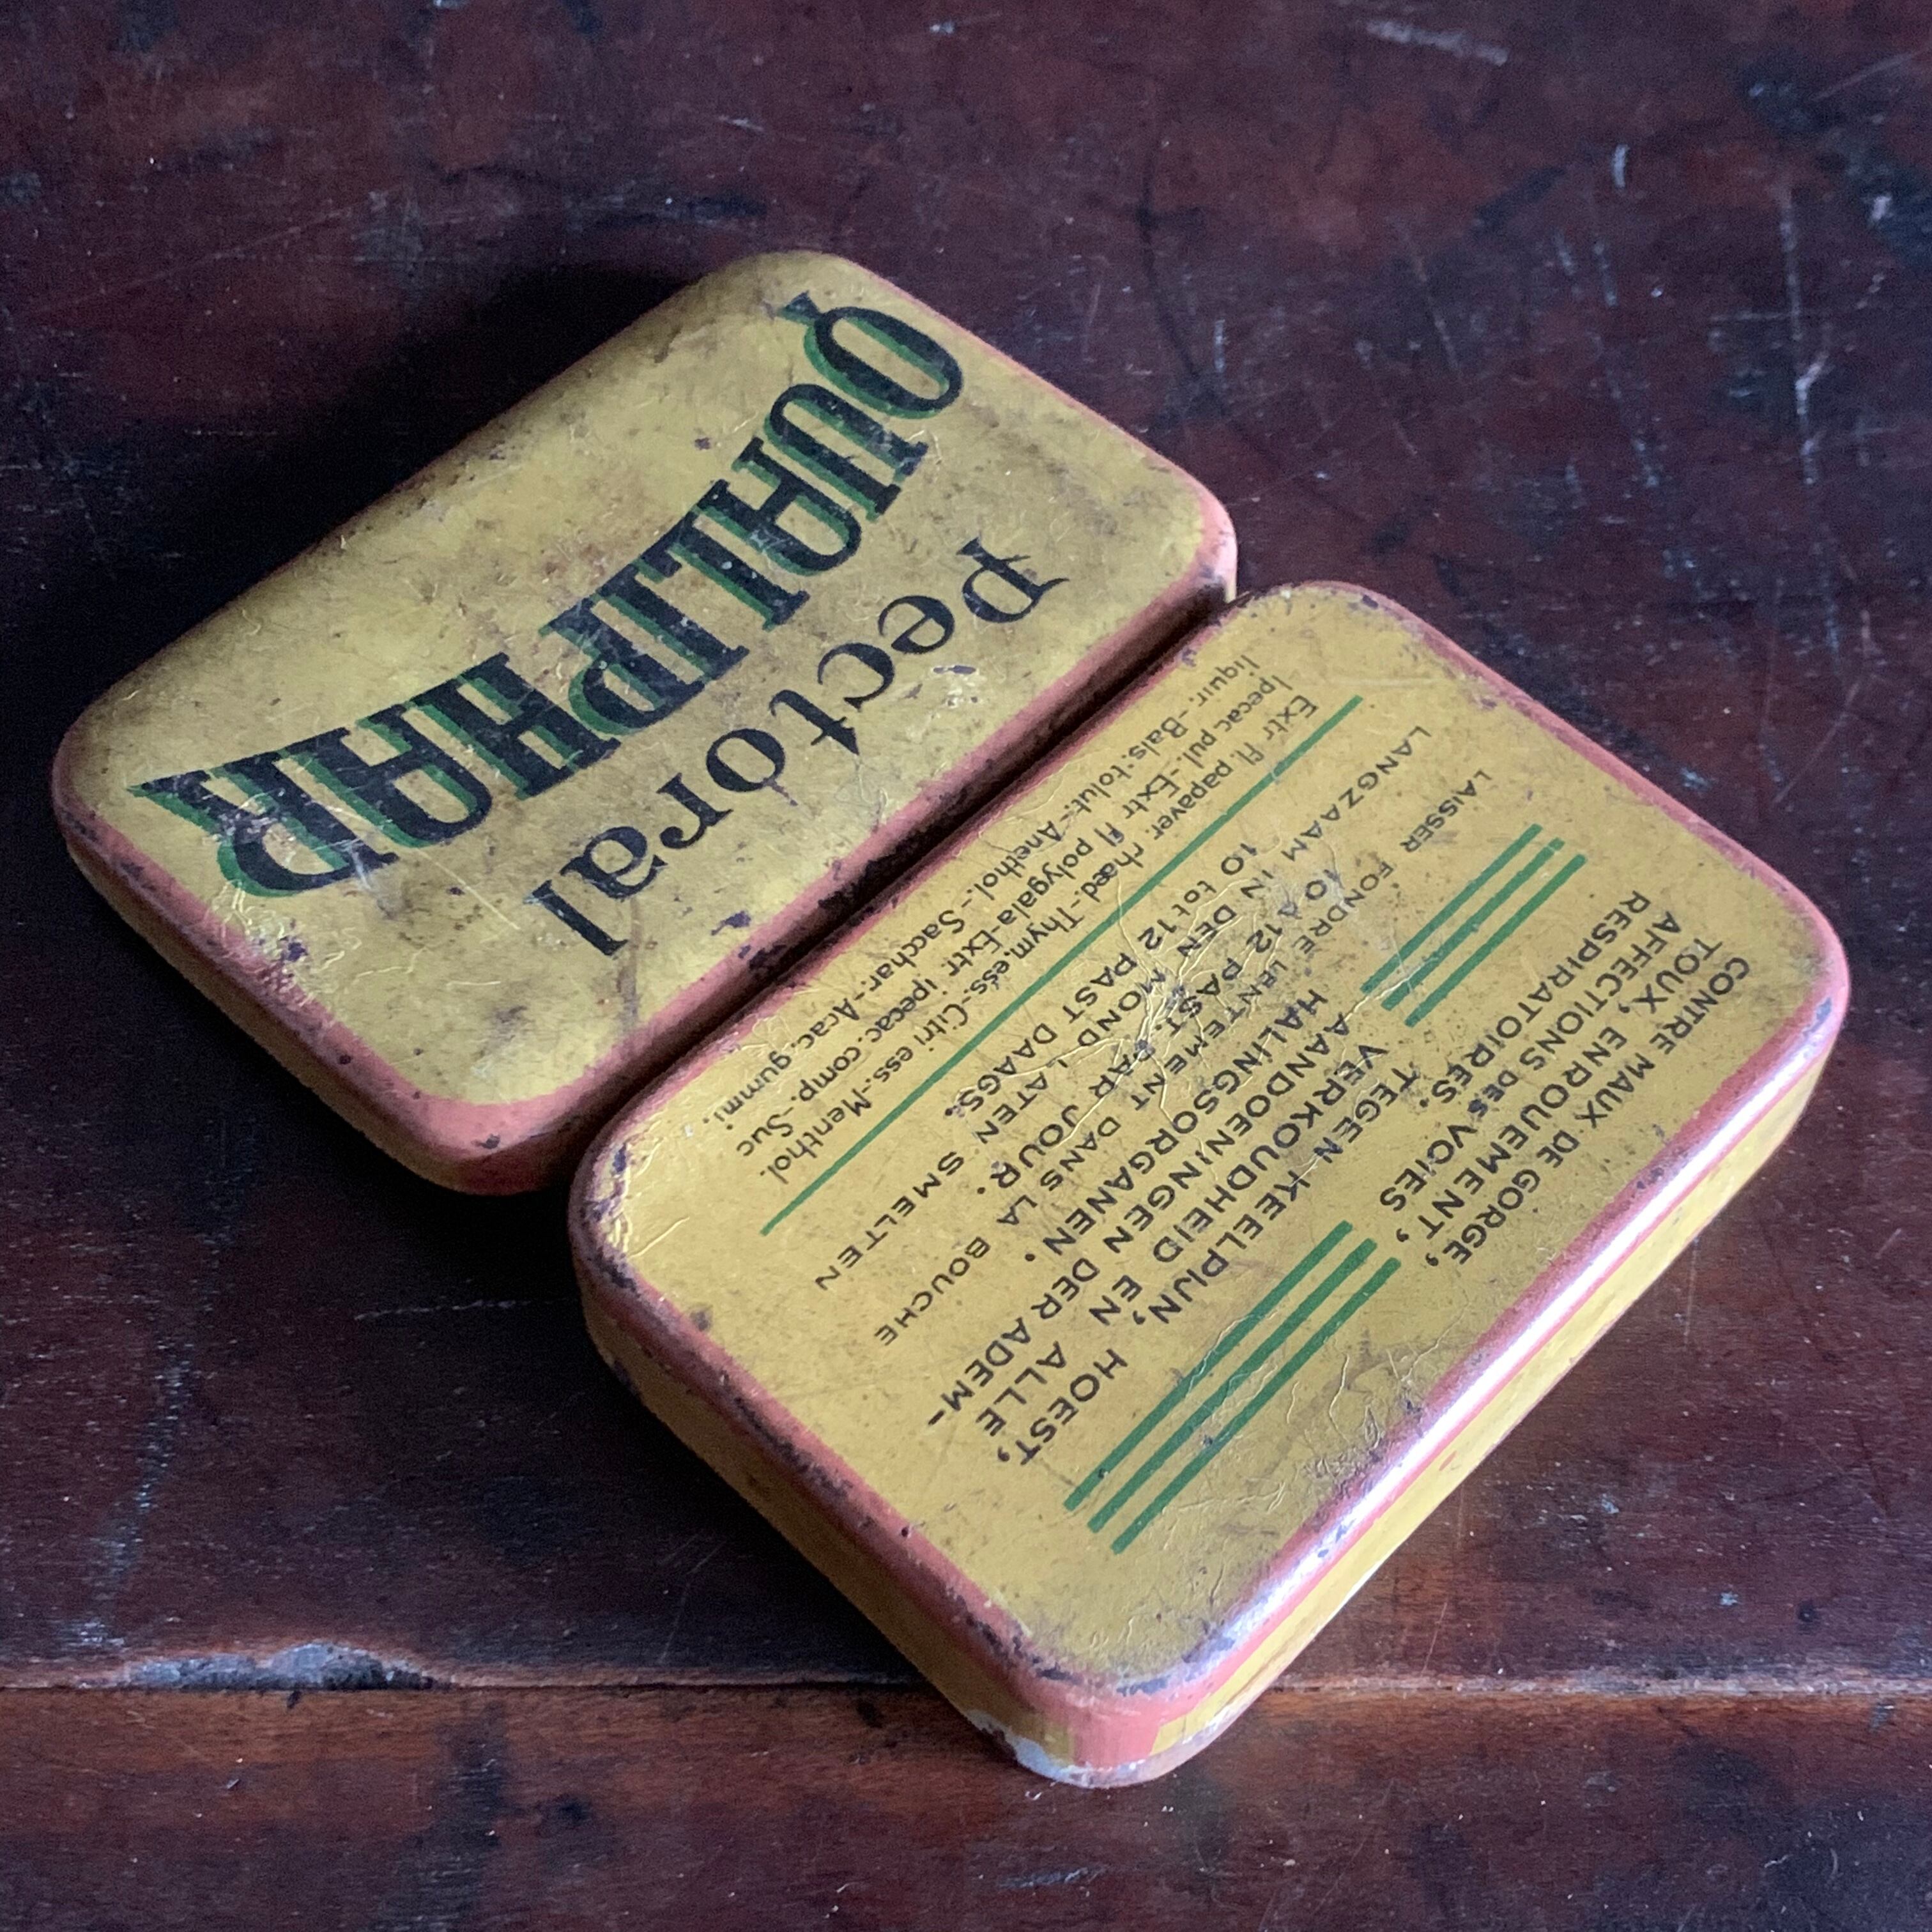 QUALIPHAR
Pectoral
CONTRE MAUX DE GORGE,
TOUX, ENROUEMENT,
AFFECTIONS DES VOIES
RESPIRATOIRES.
TEGEN KEELPIJN, HOEST,
VERKOUDHEID EN ALLE
AANDOENINGEN DER ADEM-
HALINGSORGANEN.
LAISSER FONDRE LENTEMENT DANS LA BOUCHE
10 A 12 PAST. PAR JOUR.
LANGZAAM IN DEN MOND LATEN SMELTEN
10 tot 12 PAST DAAGS.
Extr fl papaver. rhæd.-Thym.ess.-Citri ess.-Menthol.
Ipecac pul.-Extr fl polygala-Extr ipecac.comp.-Suc
liquir.-Bals.tolut.-Anethol.-Sacchar.-Arac.gummi.